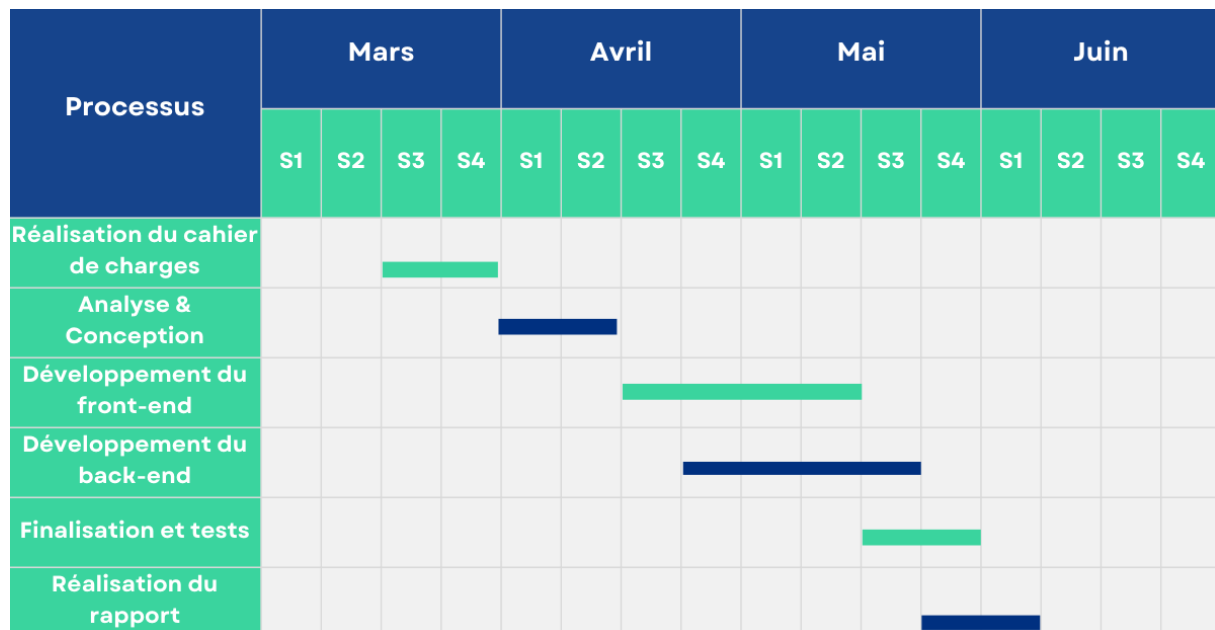 Processus
Mars Avril Mai Juin
S1 S2 S3 S4 S1 S2 S3 S4 S1 S2 S3 S4 S1 S2 S3 S4
Réalisation du cahier
de charges
Analyse &
Conception
Développement du
front-end
Développement du
back-end
Finalisation et tests
Réalisation du
rapport